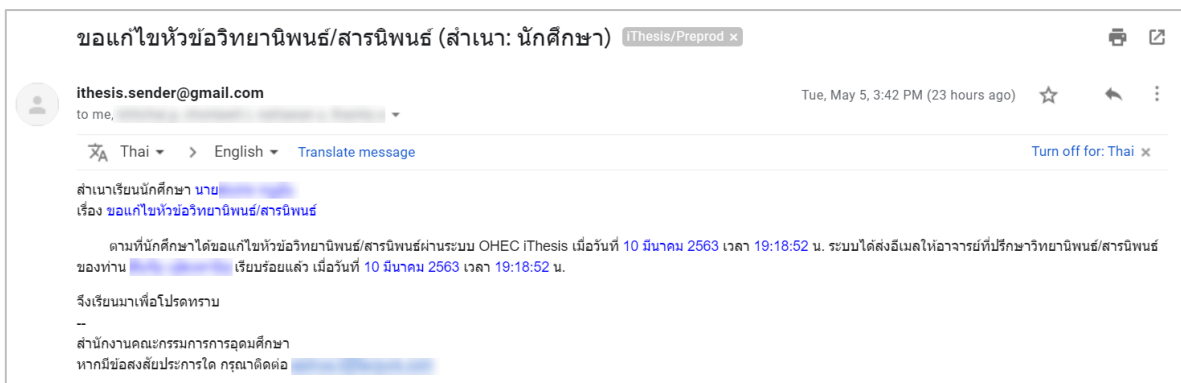 ขอแก้ไขหัวข้อวิทยานิพนธ์/สารนิพนธ์ (สำเนา: นักศึกษา) iThesis/Preprod ×
ithesis.sender@gmail.com
Tue, May 5, 3:42 PM (23 hours ago)
to me,
Thai > English Translate message
Turn off for: Thai ×
สำเนาเรียนนักศึกษา นาย
เรื่อง ขอแก้ไขหัวข้อวิทยานิพนธ์/สารนิพนธ์
ตามที่นักศึกษาได้ขอแก้ไขหัวข้อวิทยานิพนธ์/สารนิพนธ์ผ่านระบบ OHEC iThesis เมื่อวันที่ 10 มีนาคม 2563 เวลา 19:18:52 น. ระบบได้ส่งอีเมลให้อาจารย์ที่ปรึกษาวิทยานิพนธ์/สารนิพนธ์
ของท่าน เรียบร้อยแล้ว เมื่อวันที่ 10 มีนาคม 2563 เวลา 19:18:52 น.
จึงเรียนมาเพื่อโปรดทราบ
--
สำนักงานคณะกรรมการการอุดมศึกษา
หากมีข้อสงสัยประการใด กรุณาติดต่อ